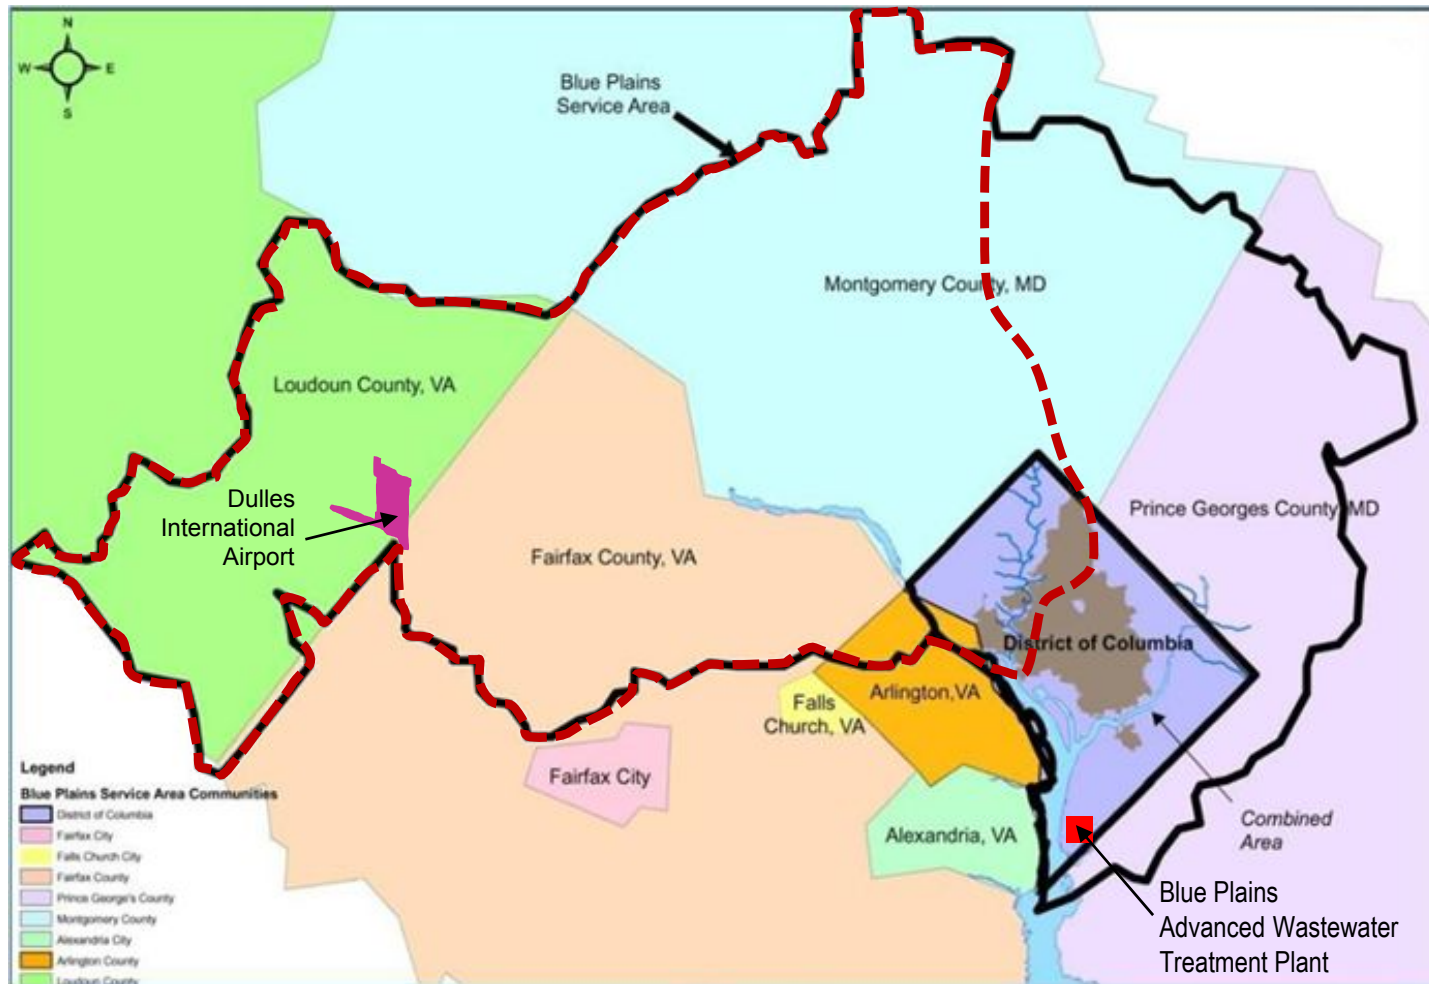 N
W
E
S
Blue Plains
Service Area
Montgomery County, MD
Loudoun County, VA
Dulles
International
Airport
Prince Georges County, MD
Fairfax County, VA
District of Columbia
Arlington, VA
Falls
Church, VA
Fairfax City
Combined
Area
Alexandria, VA
Blue Plains
Advanced Wastewater
Treatment Plant
Legend
Blue Plains Service Area Communities
District of Columbia
Fairfax City
Falls Church City
Fairfax County
Prince George's County
Montgomery County
Alexandria City
Arlington County
Loudoun County